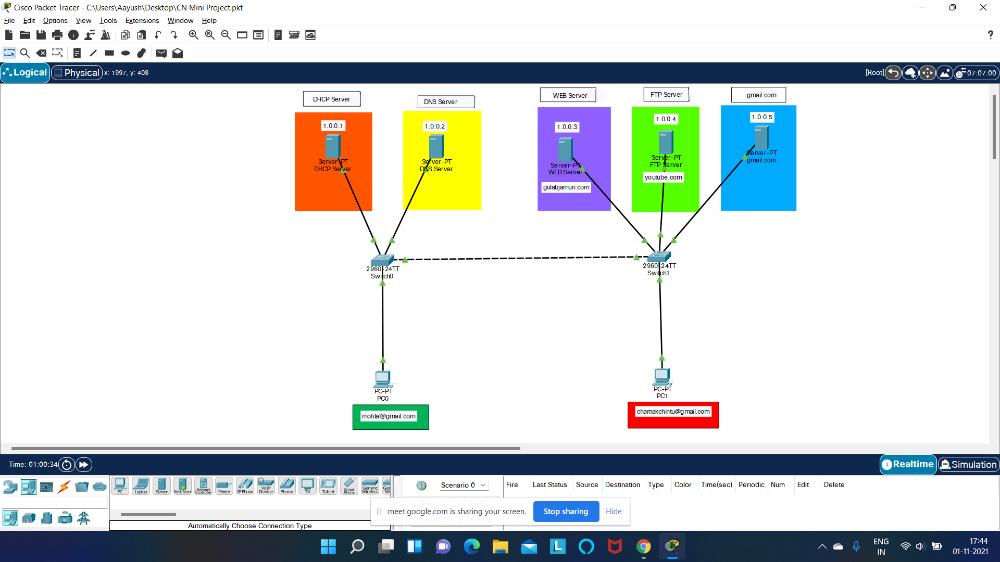 Cisco Packet Tracer - C:\Users\Aayush\Desktop\CN Mini Project.pkt
File Edit Options View Tools Extensions Window Help
?
Logical Physical x: 1997, y: 408 [Root] 07:07:00
DHCP Server
DNS Server
WEB Server
FTP Server
gmail.com
1.0.0.1
Server-PT
DHCP Server
1.0.0.2
Server-PT
DNS Server
1.0.0.3
Server-PT
WEB Server
gulabjamun.com
1.0.0.4
Server-PT
FTP Server
youtube.com
1.0.0.5
Server-PT
gmail.com
2960-24TT
Switch0
2960-24TT
Switch1
PC-PT
PC0
motilal@gmail.com
PC-PT
PC1
chamakchintu@gmail.com
Time: 01:00:34 Realtime Simulation
PC Laptop Server Meraki Server Network Controller Printer IP Phone VoIP Device Phone TV Tablet Smart Phone Generic Wireless
Scenario 0
Fire Last Status Source Destination Type Color Time(sec) Periodic Num Edit Delete
New Delete
meet.google.com is sharing your screen. Stop sharing Hide
Toggle PDU List Window
Automatically Choose Connection Type
ENG
IN
17:44
01-11-2021